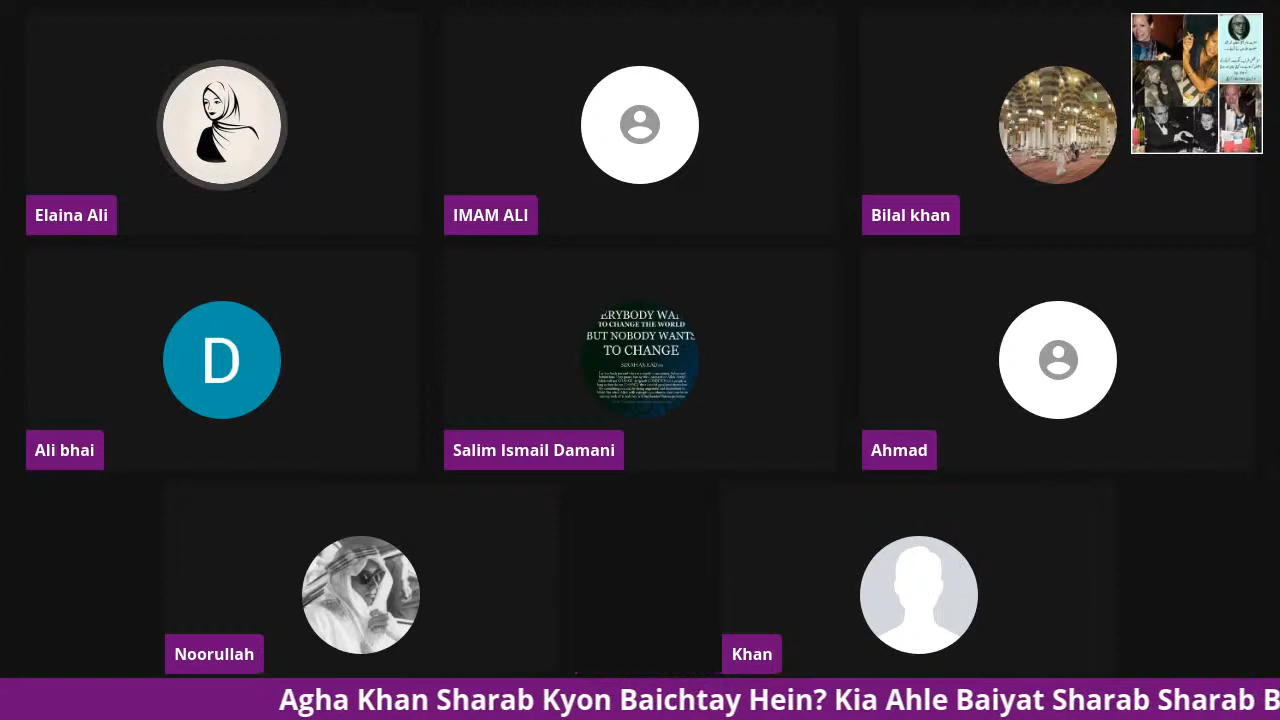 Elaina Ali
IMAM ALI
Bilal khan
D
Ali bhai
ERYBODY WA
TO CHANGE THE WORLD
BUT NOBODY WANTS
TO CHANGE
Salim Ismail Damani
Ahmad
Noorullah
Khan
Agha Khan Sharab Kyon Baichtay Hein? Kia Ahle Baiyat Sharab Sharab B